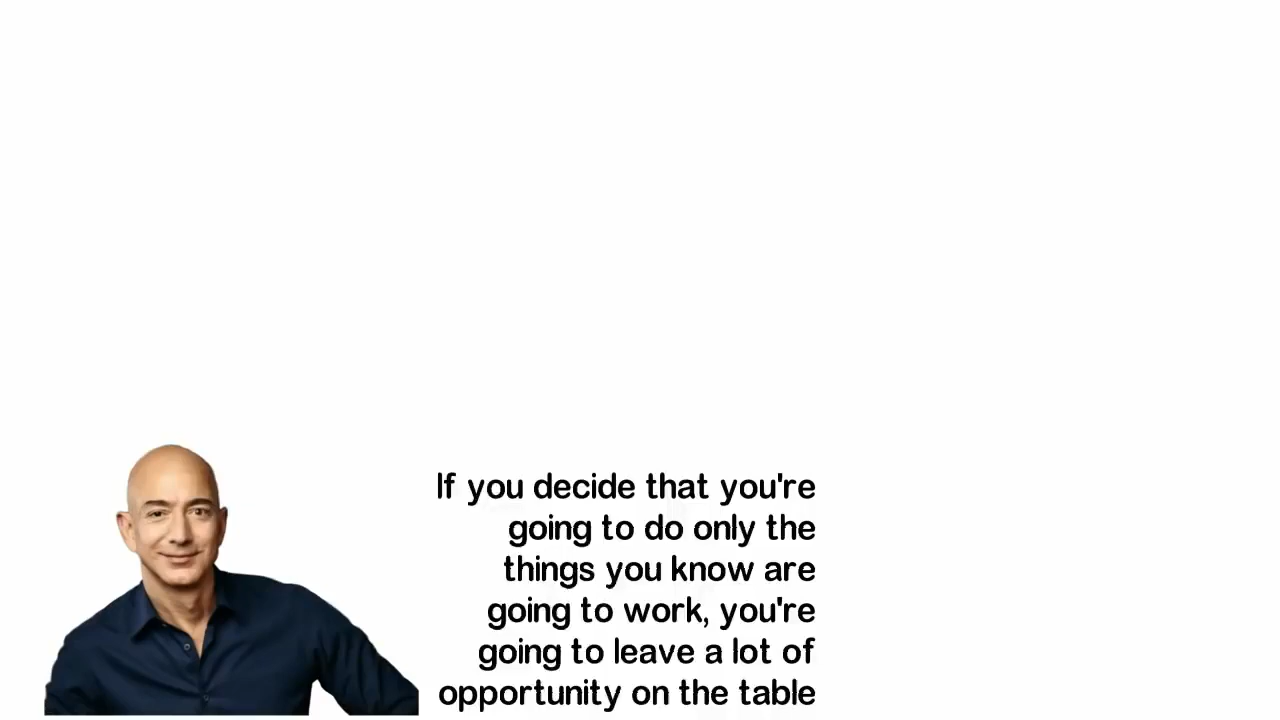 If you decide that you're
going to do only the
things you know are
going to work, you're
going to leave a lot of
opportunity on the table